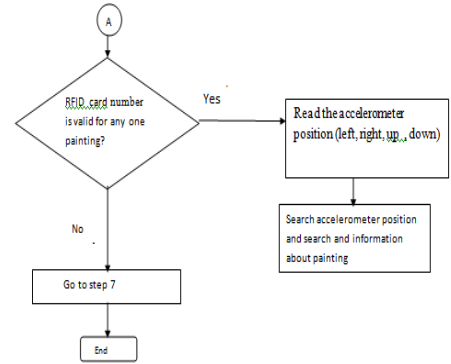 A
RFID card number
is valid for any one
painting?
Yes
Read the accelerometer
position (left, right, up , down)
Search accelerometer position
and search and information
about painting
No
Go to step 7
End